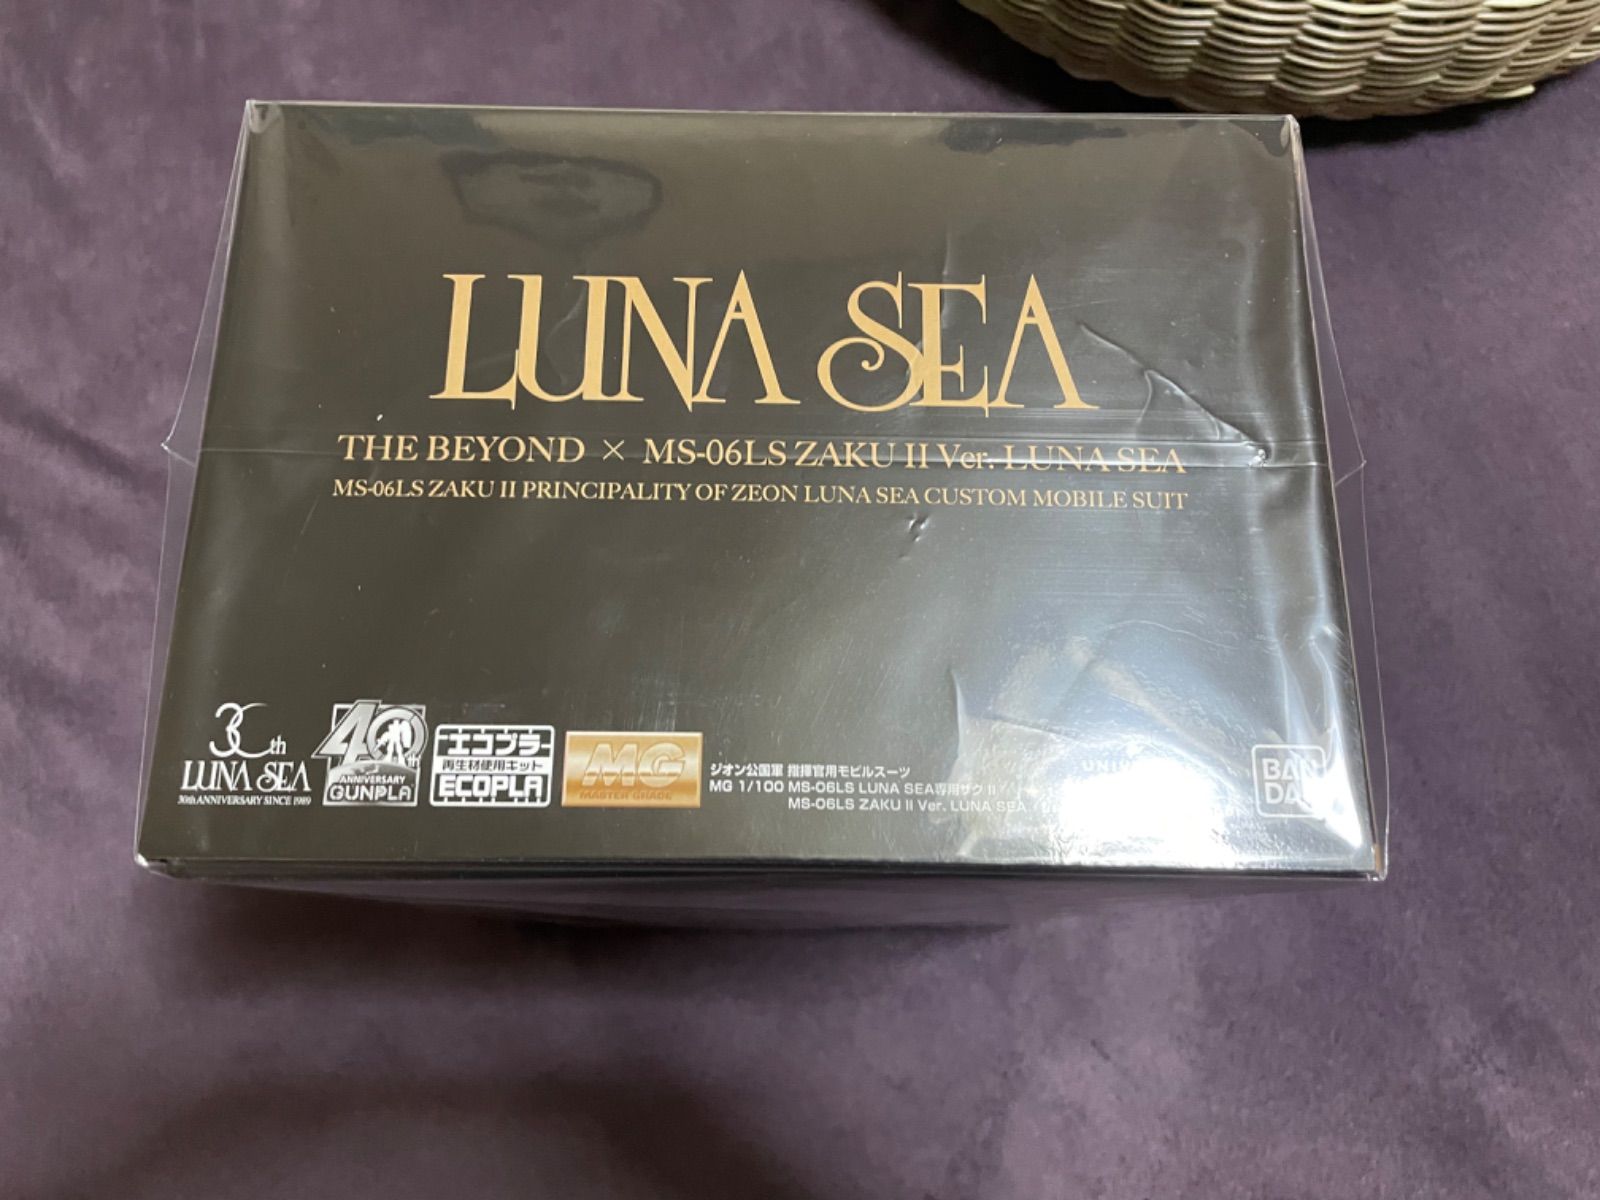 LUNA SEA
THE BEYOND × MS-06LS ZAKU II Ver. LUNA SEA
MS-06LS ZAKU II PRINCIPALITY OF ZEON LUNA SEA CUSTOM MOBILE SUIT
30th
LUNA SEA
30th ANNIVERSARY SINCE 1989
40th
ANNIVERSARY
GUNPLA
エコプラ
再生材使用キット
ECOPLA
MG
MASTER GRADE
ジオン公国軍 指揮官用モビルスーツ
MG 1/100 MS-06LS LUNA SEA専用ザク II
MS-06LS ZAKU II Ver. LUNA SEA
BAN
DAI